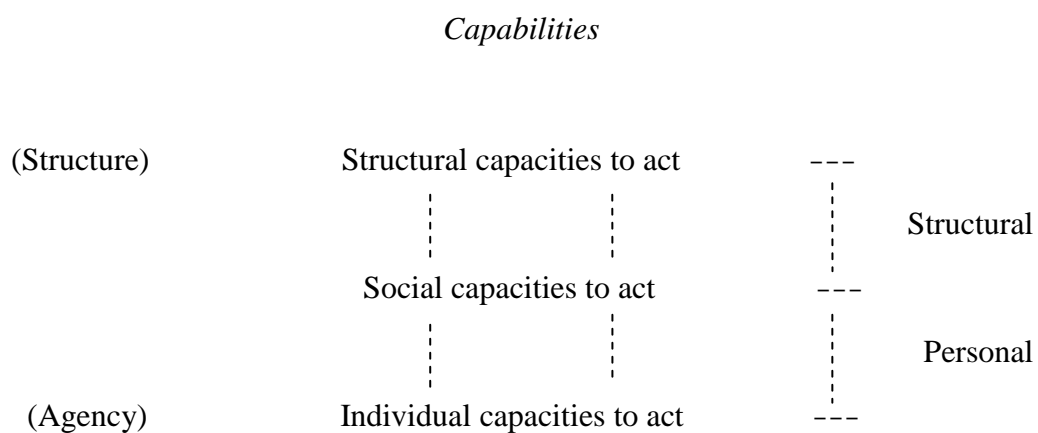 Capabilities
(Structure) Structural capacities to act
Structural
Social capacities to act
Personal
(Agency) Individual capacities to act